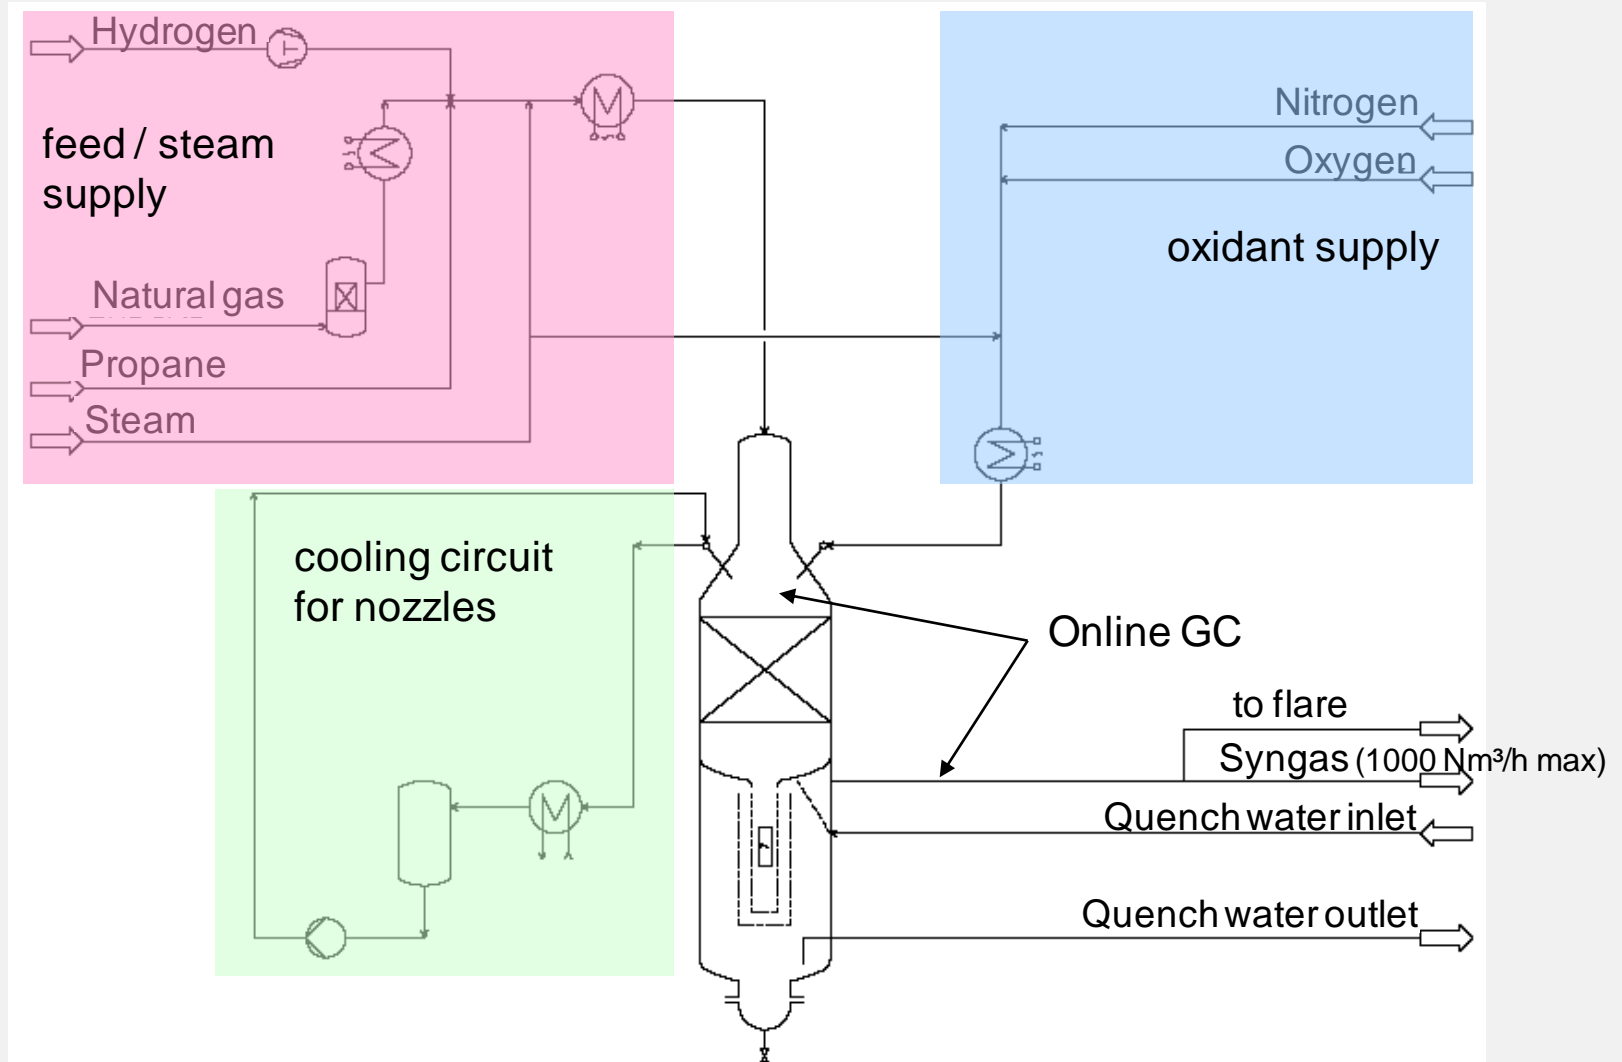 Hydrogen
feed / steam
supply
Natural gas
Propane
Steam
Nitrogen
Oxygen
oxidant supply
cooling circuit
for nozzles
Online GC
to flare
Syngas (1000 Nm³/h max)
Quench water inlet
Quench water outlet